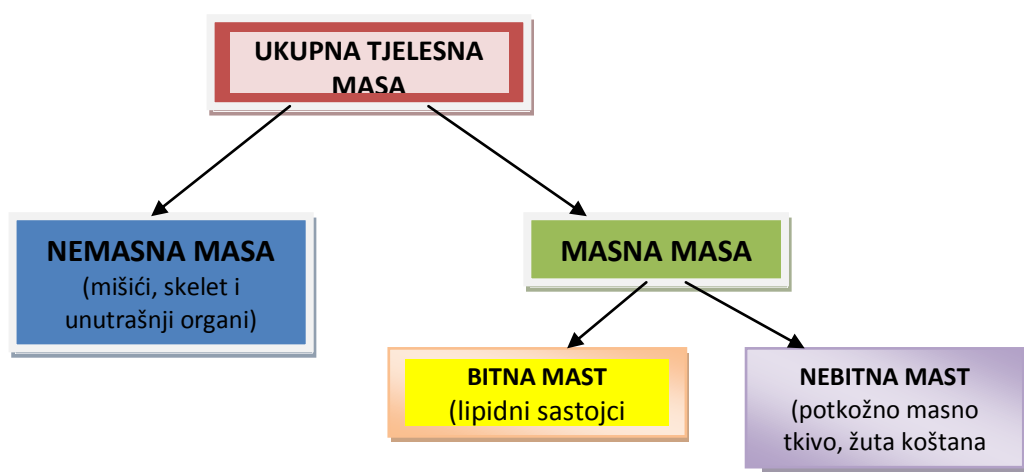 UKUPNA TJELESNA
MASA
NEMASNA MASA
(mišići, skelet i
unutrašnji organi)
MASNA MASA
BITNA MAST
(lipidni sastojci
NEBITNA MAST
(potkožno masno
tkivo, žuta koštana